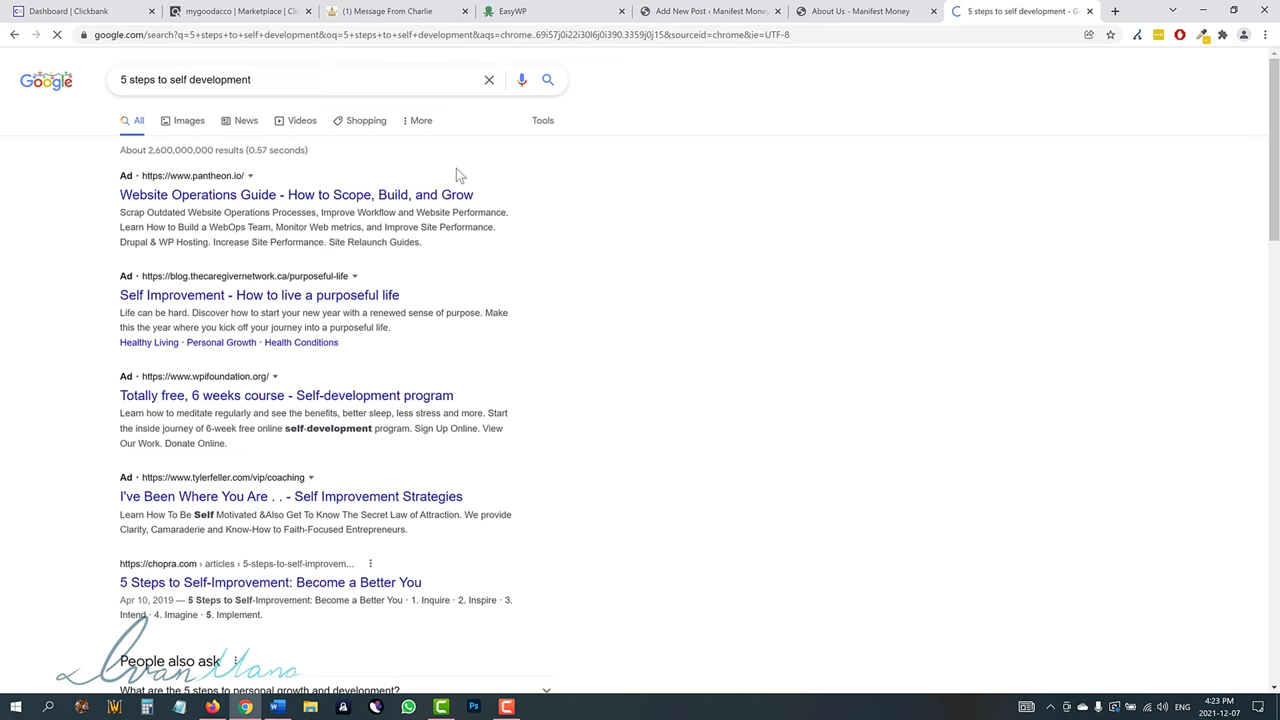 Dashboard | Clickbank
mygoodacco | Marketplace | Clic
(1) Message From Charlie
EasyWP
Add New Post ‹ Manifest Money
About Us - Manifest Money
5 steps to self development - Go
google.com/search?q=5+steps+to+self+development&oq=5+steps+to+self+development&aqs=chrome..69i57j0i22i30l6j0i390.3359j0j15&sourceid=chrome&ie=UTF-8
Google
5 steps to self development
All
Images
News
Videos
Shopping
More
Tools
About 2,600,000,000 results (0.57 seconds)
Ad · https://www.pantheon.io/
Website Operations Guide - How to Scope, Build, and Grow
Scrap Outdated Website Operations Processes, Improve Workflow and Website Performance.
Learn How to Build a WebOps Team, Monitor Web metrics, and Improve Site Performance.
Drupal & WP Hosting. Increase Site Performance. Site Relaunch Guides.
Ad · https://blog.thecaregivernetwork.ca/purposeful-life
Self Improvement - How to live a purposeful life
Life can be hard. Discover how to start your new year with a renewed sense of purpose. Make
this the year where you kick off your journey into a purposeful life.
Healthy Living · Personal Growth · Health Conditions
Ad · https://www.wpifoundation.org/
Totally free, 6 weeks course - Self-development program
Learn how to meditate regularly and see the benefits, better sleep, less stress and more. Start
the inside journey of 6-week free online self-development program. Sign Up Online. View
Our Work. Donate Online.
Ad · https://www.tylerfeller.com/vip/coaching
I've Been Where You Are . . - Self Improvement Strategies
Learn How To Be Self Motivated &Also Get To Know The Secret Law of Attraction. We provide
Clarity, Camaraderie and Know-How to Faith-Focused Entrepreneurs.
https://chopra.com › articles › 5-steps-to-self-improvem...
5 Steps to Self-Improvement: Become a Better You
Apr 10, 2019 — 5 Steps to Self-Improvement: Become a Better You · 1. Inquire · 2. Inspire · 3.
Intend · 4. Imagine · 5. Implement.
People also ask
Ivan Mana
What are the 5 steps to personal growth and development?
ENG
4:23 PM
2021-12-07